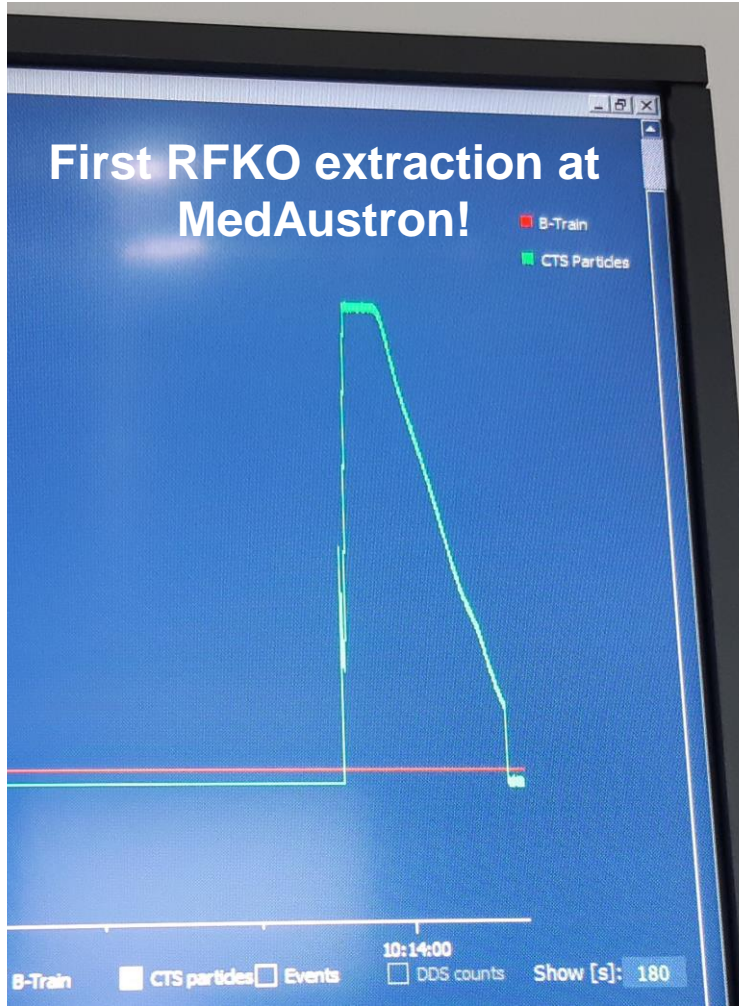 First RFKO extraction at
MedAustron!
B-Train
CTS Particles
10:14:00
B-Train CTS particles Events DDS counts Show [s]: 180